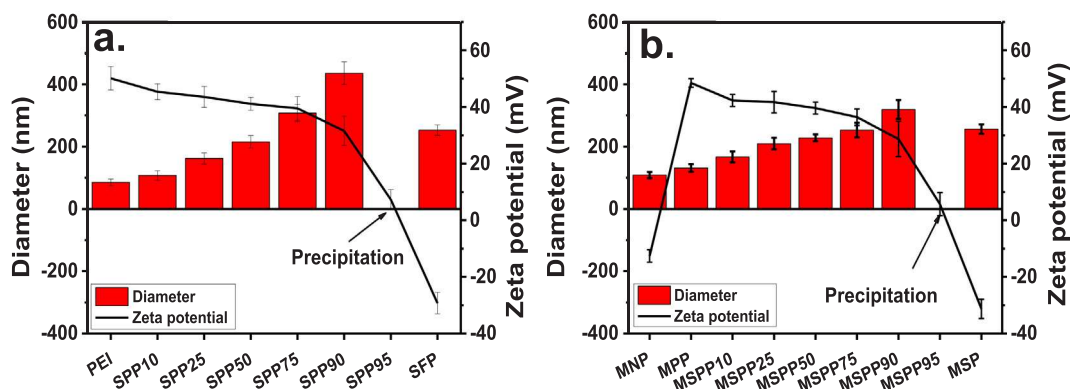 a.
Diameter (nm)
600
400
200
0
-200
-400
Zeta potential (mV)
60
40
20
0
-20
-40
Precipitation
Diameter
Zeta potential
PEI
SPP10
SPP25
SPP50
SPP75
SPP90
SPP95
SFP
b.
Diameter (nm)
600
400
200
0
-200
-400
Zeta potential (mV)
60
40
20
0
-20
-40
Precipitation
Diameter
Zeta potential
MNP
MPP
MSPP10
MSPP25
MSPP50
MSPP75
MSPP90
MSPP95
MSP